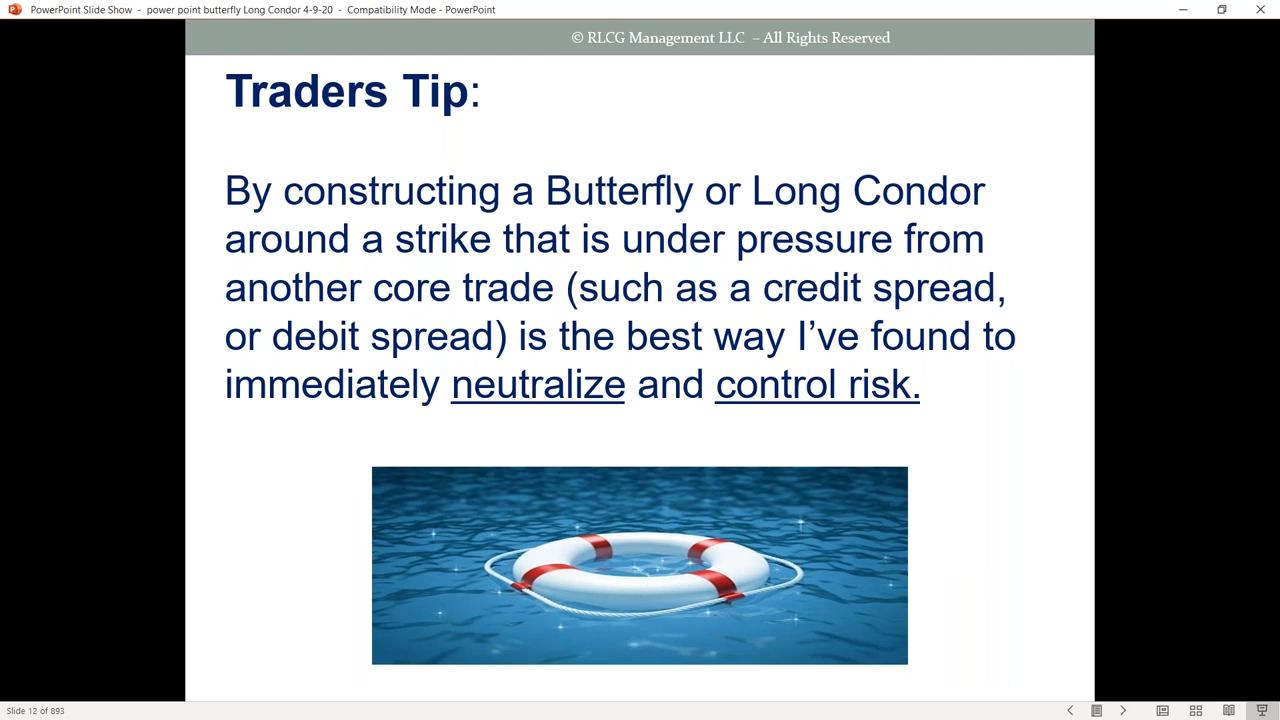 PowerPoint Slide Show - power point butterfly Long Condor 4-9-20 - Compatibility Mode - PowerPoint
© RLCG Management LLC – All Rights Reserved
Traders Tip:
By constructing a Butterfly or Long Condor
around a strike that is under pressure from
another core trade (such as a credit spread,
or debit spread) is the best way I’ve found to
immediately neutralize and control risk.
Slide 12 of 893